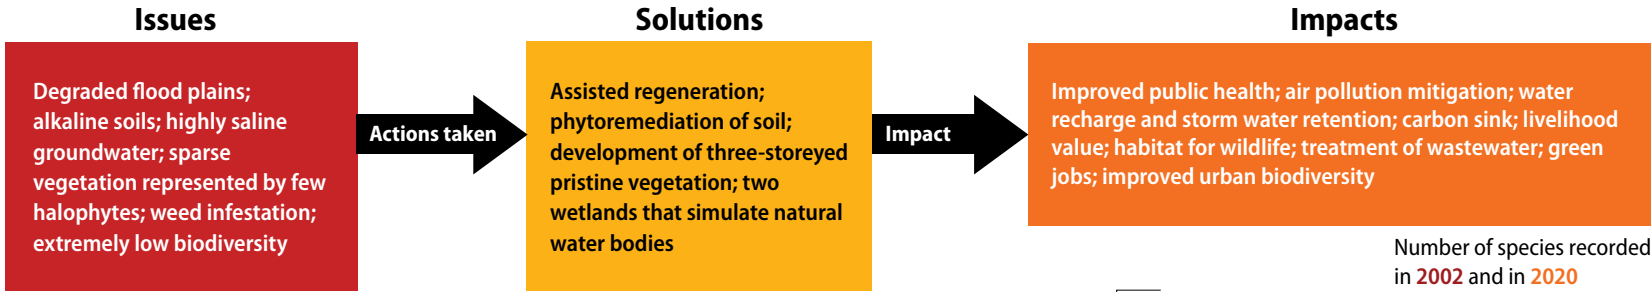 Issues
Degraded flood plains;
alkaline soils; highly saline
groundwater; sparse
vegetation represented by few
halophytes; weed infestation;
extremely low biodiversity
Actions taken
Solutions
Assisted regeneration;
phytoremediation of soil;
development of three-storeyed
pristine vegetation; two
wetlands that simulate natural
water bodies
Impact
Impacts
Improved public health; air pollution mitigation; water
recharge and storm water retention; carbon sink; livelihood
value; habitat for wildlife; treatment of wastewater; green
jobs; improved urban biodiversity
Number of species recorded
in 2002 and in 2020